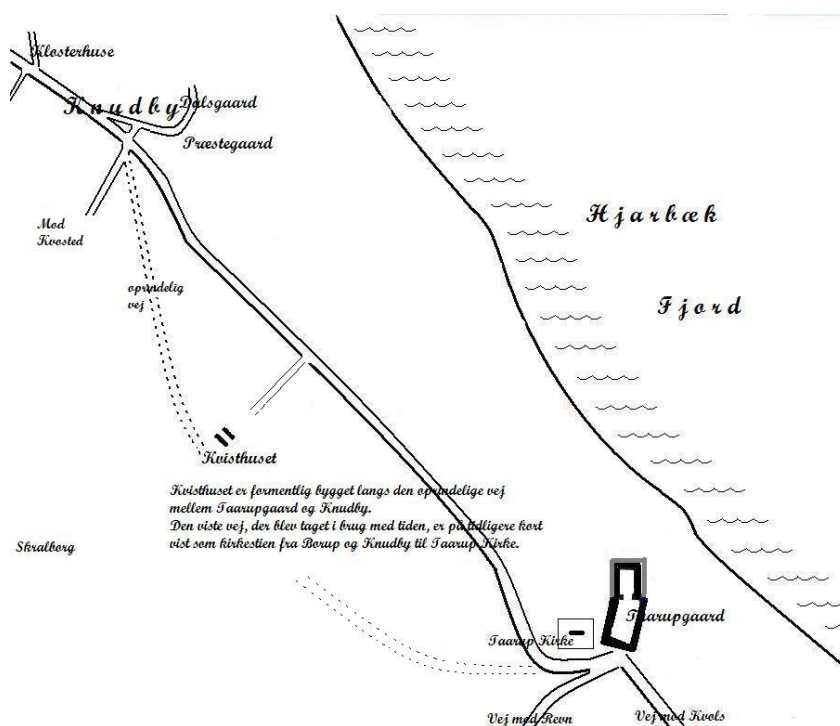 Klosterhuse
Knudby
Dalsgaard
Præstegaard
Mod
Kvosted
Hjarbæk
Fjord
oprindelig
vej
Kvisthuset
Kvisthuset er formentlig bygget langs den oprindelige vej
mellem Taarupgaard og Knudby.
Den viste vej, der blev taget i brug med tiden, er på tidligere kort
vist som kirkestien fra Borup og Knudby til Taarup Kirke.
Skralborg
Taarupgaard
Taarup Kirke
Vej mod Revn
Vej mod Kvols